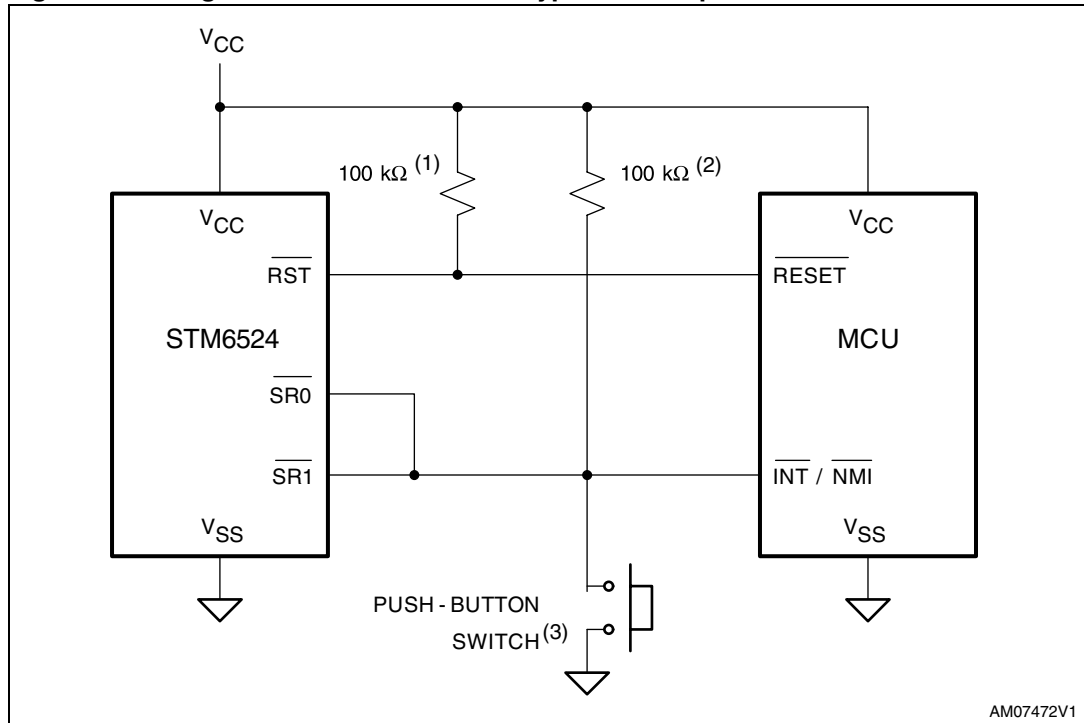 VCC
100 kΩ (1)
100 kΩ (2)
VCC
VCC
RST
RESET
STM6524
MCU
SR0
SR1
INT / NMI
VSS
VSS
PUSH - BUTTON
SWITCH(3)
AM07472V1